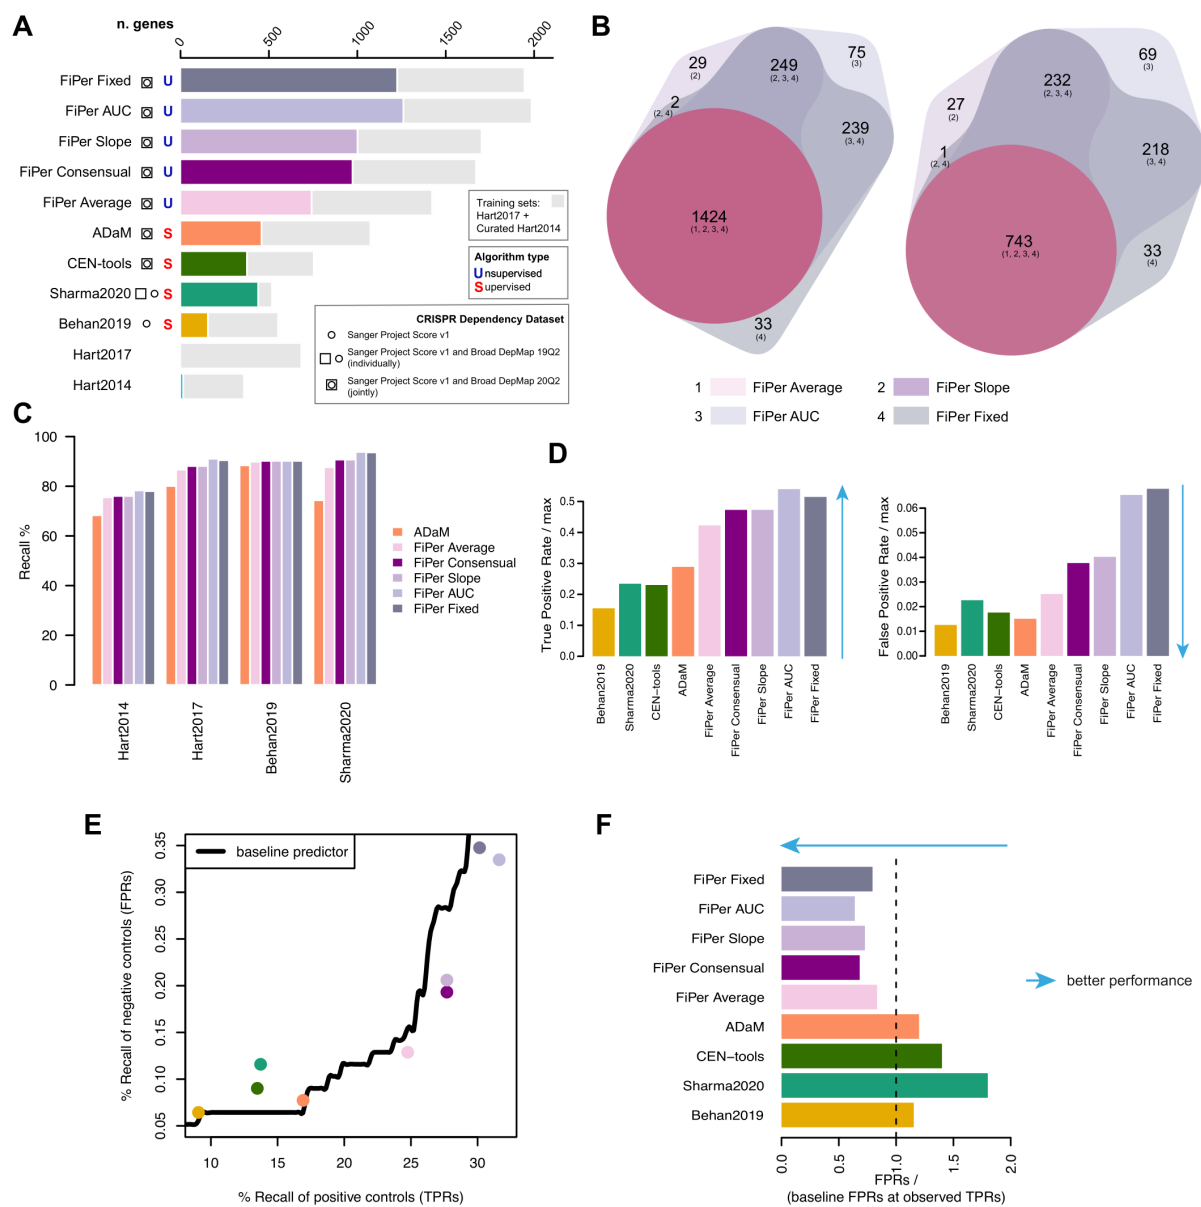 A
n. genes
0
500
1000
1500
2000
FiPer Fixed U
FiPer AUC U
FiPer Slope U
FiPer Consensual U
FiPer Average U
ADaM S
CEN-tools S
Sharma2020 S
Behan2019 S
Hart2017
Hart2014
Training sets:
Hart2017 +
Curated Hart2014
Algorithm type
Unsupervised
Supervised
CRISPR Dependency Dataset
Sanger Project Score v1
Sanger Project Score v1 and Broad DepMap 19Q2
(individually)
Sanger Project Score v1 and Broad DepMap 20Q2
(jointly)
B
29
(2)
249
(2, 3, 4)
75
(3)
2
(2, 4)
239
(3, 4)
1424
(1, 2, 3, 4)
33
(4)
69
(3)
232
(2, 3, 4)
27
(2)
1
(2, 4)
218
(3, 4)
743
(1, 2, 3, 4)
33
(4)
1 FiPer Average
2 FiPer Slope
3 FiPer AUC
4 FiPer Fixed
C
Recall %
100
80
60
40
20
0
Hart2014
Hart2017
Behan2019
Sharma2020
ADaM
FiPer Average
FiPer Consensual
FiPer Slope
FiPer AUC
FiPer Fixed
D
True Positive Rate / max
0.5
0.4
0.3
0.2
0.1
0.0
Behan2019
Sharma2020
CEN-tools
ADaM
FiPer Average
FiPer Consensual
FiPer Slope
FiPer AUC
FiPer Fixed
False Positive Rate / max
0.06
0.05
0.04
0.03
0.02
0.01
0.00
Behan2019
Sharma2020
CEN-tools
ADaM
FiPer Average
FiPer Consensual
FiPer Slope
FiPer AUC
FiPer Fixed
E
baseline predictor
% Recall of negative controls (FPRs)
0.35
0.30
0.25
0.20
0.15
0.10
0.05
10
15
20
25
30
% Recall of positive controls (TPRs)
F
FiPer Fixed
FiPer AUC
FiPer Slope
FiPer Consensual
FiPer Average
ADaM
CEN-tools
Sharma2020
Behan2019
better performance
0.0
0.5
1.0
1.5
2.0
FPRs /
(baseline FPRs at observed TPRs)